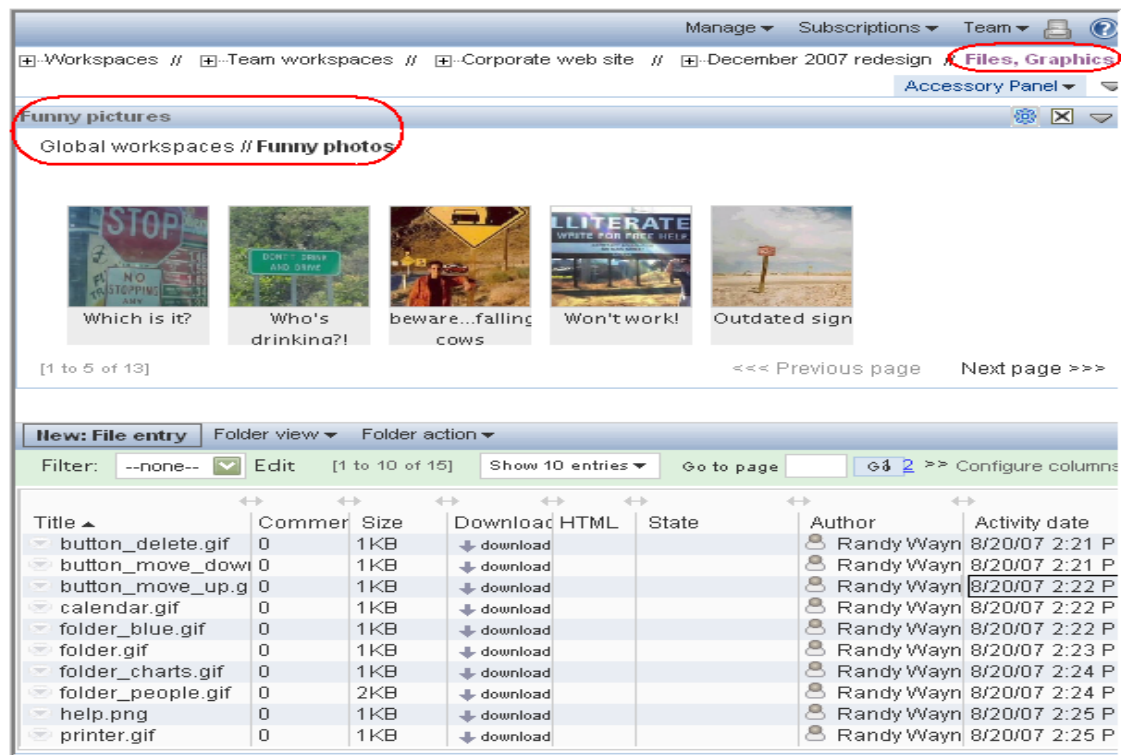 Manage Subscriptions Team
Workspaces // Team workspaces // Corporate web site // December 2007 redesign // Files, Graphics
Accessory Panel
Funny pictures
Global workspaces // Funny photos
STOP
NO
STOPPING
ANY
DON'T DRINK
AND DRIVE
LLITERATE
WRITE FOR FREE HELP
Which is it? Who's drinking?! beware...falling cows Won't work! Outdated sign
[1 to 5 of 13] <<< Previous page Next page >>>
New: File entry Folder view Folder action
Filter: --none-- Edit [1 to 10 of 15] Show 10 entries Go to page 1 2 >> Configure columns
Title Commer Size Download HTML State Author Activity date
button_delete.gif 0 1KB download Randy Wayn 8/20/07 2:21 P
button_move_dow 0 1KB download Randy Wayn 8/20/07 2:21 P
button_move_up.g 0 1KB download Randy Wayn 8/20/07 2:22 P
calendar.gif 0 1KB download Randy Wayn 8/20/07 2:22 P
folder_blue.gif 0 1KB download Randy Wayn 8/20/07 2:22 P
folder.gif 0 1KB download Randy Wayn 8/20/07 2:23 P
folder_charts.gif 0 1KB download Randy Wayn 8/20/07 2:24 P
folder_people.gif 0 2KB download Randy Wayn 8/20/07 2:24 P
help.png 0 1KB download Randy Wayn 8/20/07 2:25 P
printer.gif 0 1KB download Randy Wayn 8/20/07 2:25 P